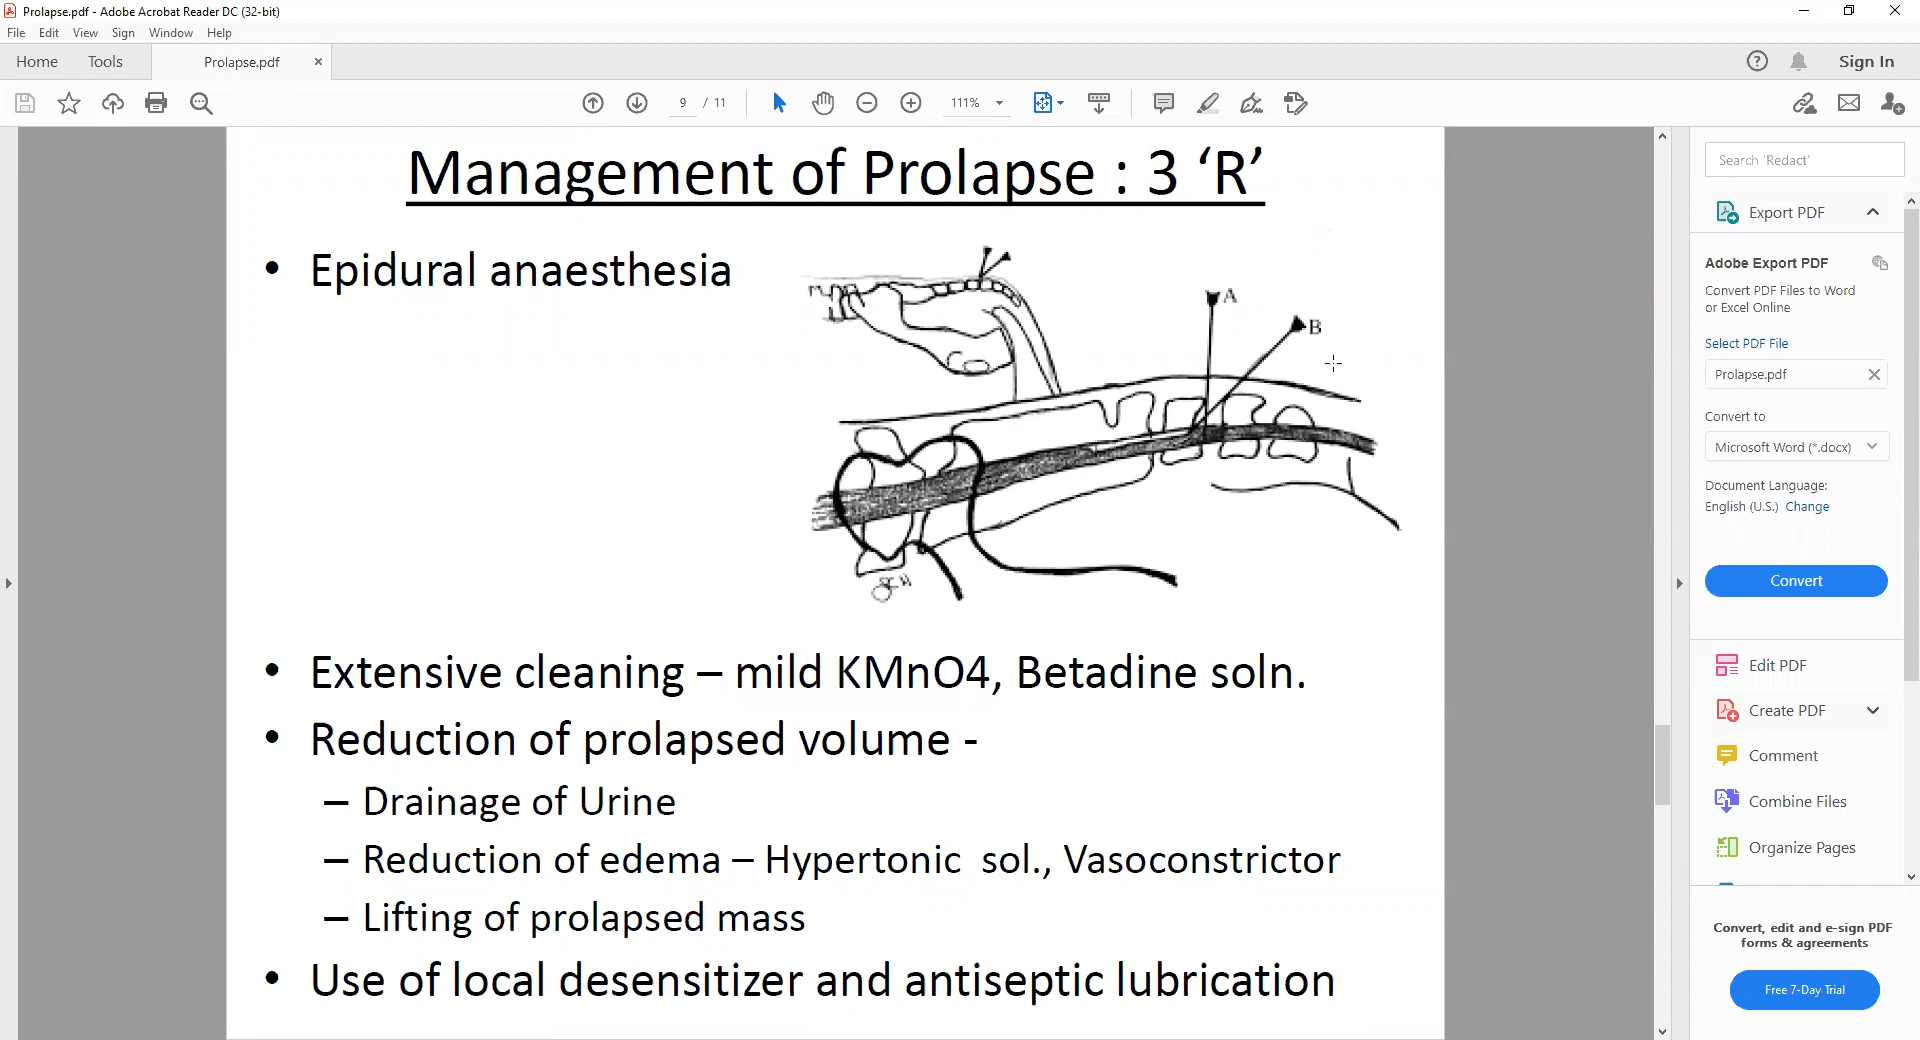 Prolapse.pdf - Adobe Acrobat Reader DC (32-bit)
File Edit View Sign Window Help
Home Tools Prolapse.pdf × Sign In
9 / 11 111%
Management of Prolapse : 3 ‘R’
• Epidural anaesthesia
A
B
• Extensive cleaning – mild KMnO4, Betadine soln.
• Reduction of prolapsed volume -
– Drainage of Urine
– Reduction of edema – Hypertonic sol., Vasoconstrictor
– Lifting of prolapsed mass
• Use of local desensitizer and antiseptic lubrication
Search 'Redact'
Export PDF
Adobe Export PDF
Convert PDF Files to Word
or Excel Online
Select PDF File
Prolapse.pdf
Convert to
Microsoft Word (*.docx)
Document Language:
English (U.S.) Change
Convert
Edit PDF
Create PDF
Comment
Combine Files
Organize Pages
Convert, edit and e-sign PDF
forms & agreements
Free 7-Day Trial